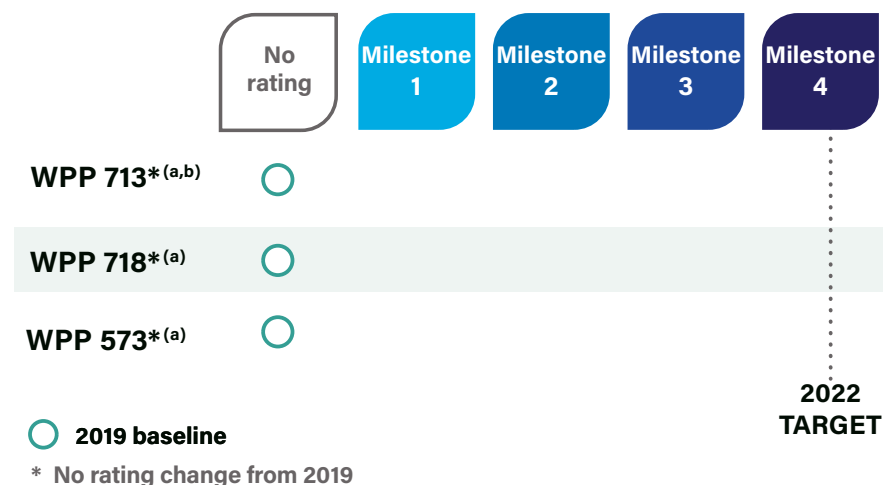 No
rating
Milestone
1
Milestone
2
Milestone
3
Milestone
4
WPP 713*(a,b)
WPP 718*(a)
WPP 573*(a)
2022
TARGET
2019 baseline
* No rating change from 2019